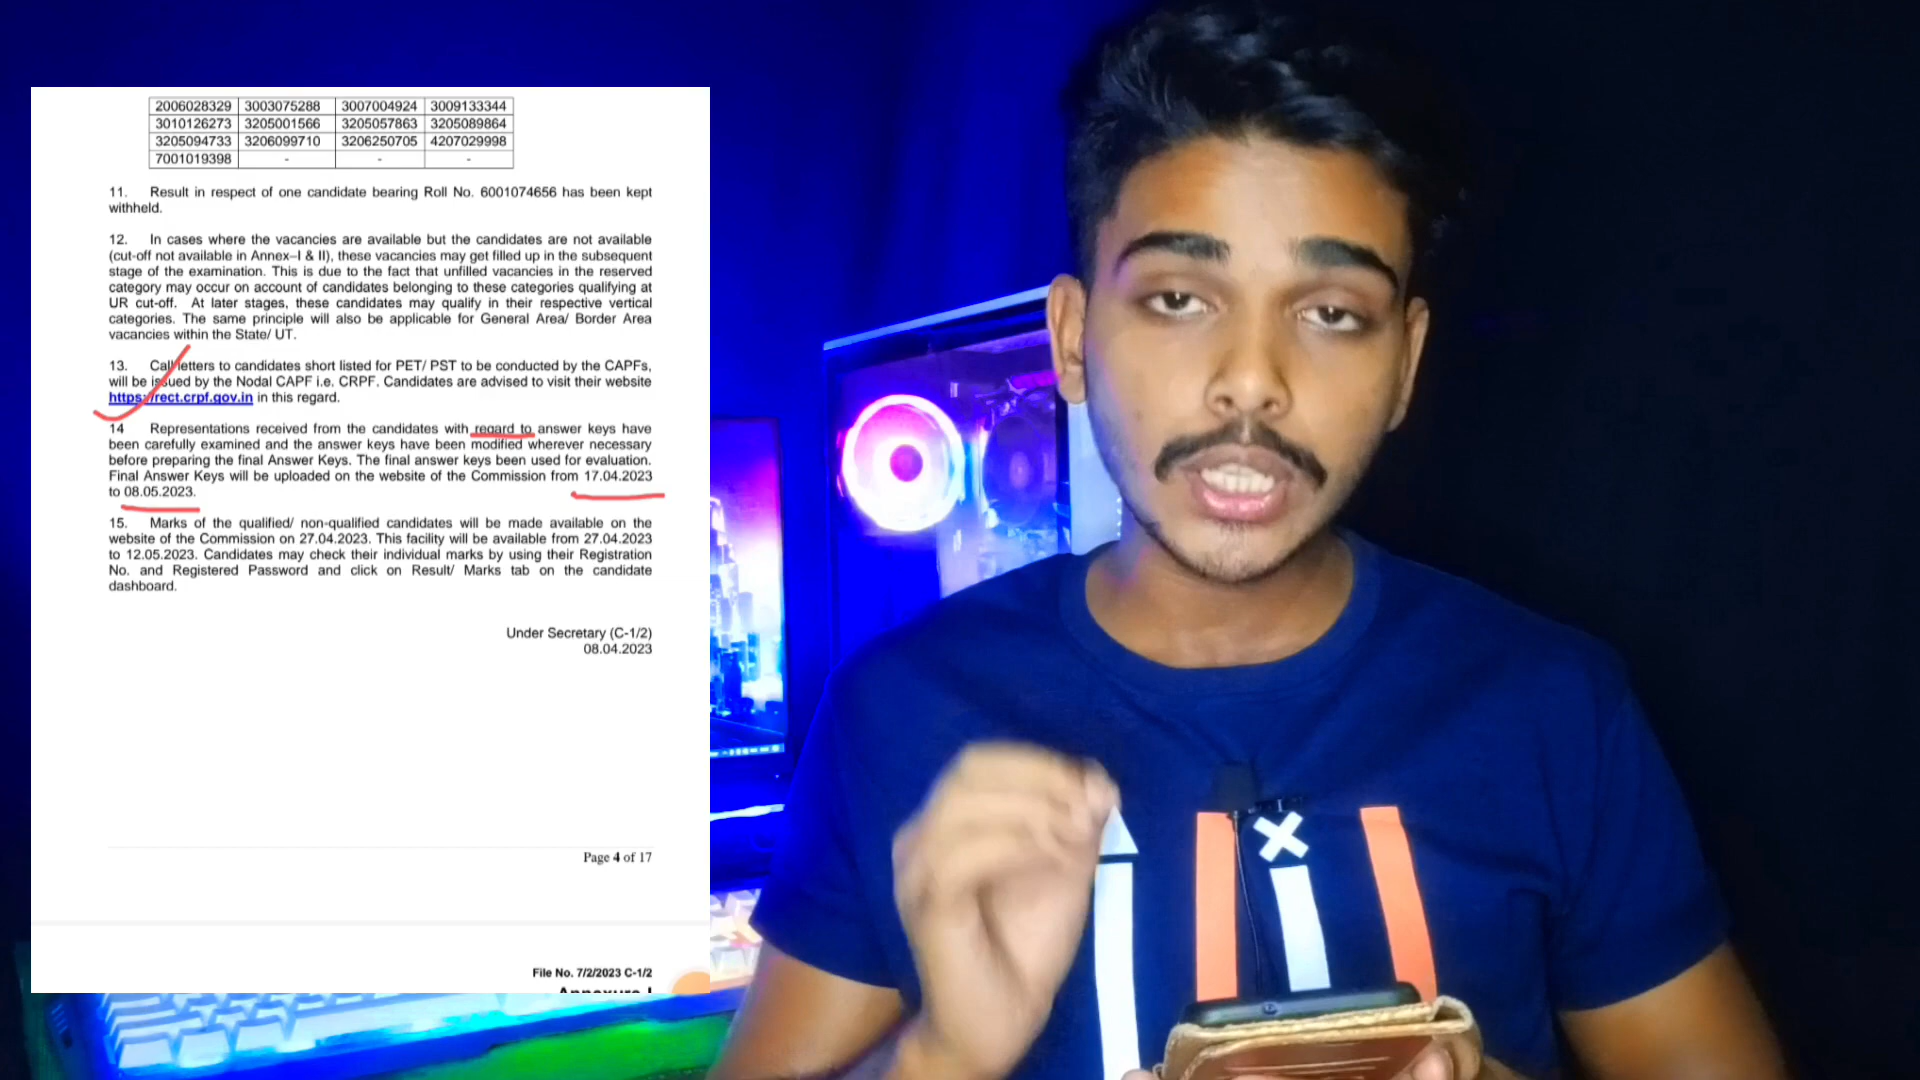 2006028329 3003075288 3007004924 3009133344
3010126273 3205001566 3205057863 3205089864
3205094733 3206099710 3206250705 4207029998
7001019398 - - -
11. Result in respect of one candidate bearing Roll No. 6001074656 has been kept
withheld.
12. In cases where the vacancies are available but the candidates are not available
(cut-off not available in Annex–I & II), these vacancies may get filled up in the subsequent
stage of the examination. This is due to the fact that unfilled vacancies in the reserved
category may occur on account of candidates belonging to these categories qualifying at
UR cut-off. At later stages, these candidates may qualify in their respective vertical
categories. The same principle will also be applicable for General Area/ Border Area
vacancies within the State/ UT.
13. Call letters to candidates short listed for PET/ PST to be conducted by the CAPFs,
will be issued by the Nodal CAPF i.e. CRPF. Candidates are advised to visit their website
https://rect.crpf.gov.in in this regard.
14 Representations received from the candidates with regard to answer keys have
been carefully examined and the answer keys have been modified wherever necessary
before preparing the final Answer Keys. The final answer keys been used for evaluation.
Final Answer Keys will be uploaded on the website of the Commission from 17.04.2023
to 08.05.2023.
15. Marks of the qualified/ non-qualified candidates will be made available on the
website of the Commission on 27.04.2023. This facility will be available from 27.04.2023
to 12.05.2023. Candidates may check their individual marks by using their Registration
No. and Registered Password and click on Result/ Marks tab on the candidate
dashboard.
Under Secretary (C-1/2)
08.04.2023
Page 4 of 17
File No. 7/2/2023 C-1/2
Annexure I